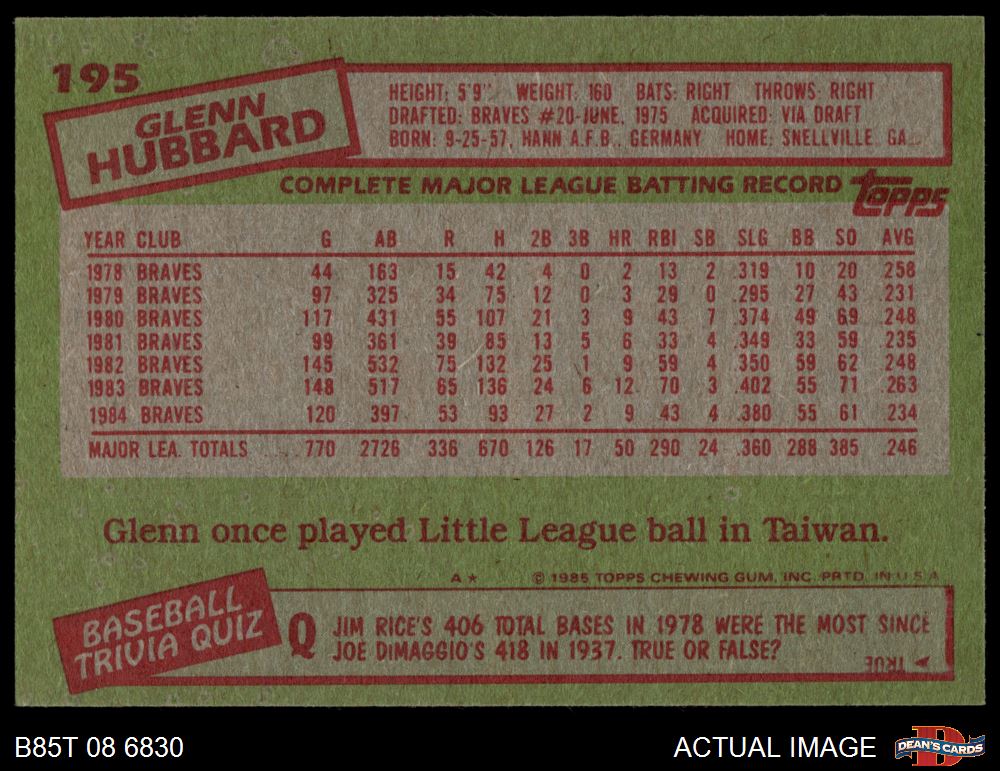 195
GLENN
HUBBARD
HEIGHT: 5'9" WEIGHT: 160 BATS: RIGHT THROWS: RIGHT
DRAFTED: BRAVES #20-JUNE, 1975 ACQUIRED: VIA DRAFT
BORN: 9-25-57, HANN A.F.B., GERMANY HOME: SNELLVILLE, GA.
COMPLETE MAJOR LEAGUE BATTING RECORD topps
YEAR CLUB G AB R H 2B 3B HR RBI SB SLG BB SO AVG
1978 BRAVES 44 163 15 42 4 0 2 13 2 .319 10 20 .258
1979 BRAVES 97 325 34 75 12 0 3 29 0 .295 27 43 .231
1980 BRAVES 117 431 55 107 21 3 9 43 7 .374 49 69 .248
1981 BRAVES 99 361 39 85 13 5 6 33 4 .349 33 59 .235
1982 BRAVES 145 532 75 132 25 1 9 59 4 .350 59 62 .248
1983 BRAVES 148 517 65 136 24 6 12 70 3 .402 55 71 .263
1984 BRAVES 120 397 53 93 27 2 9 43 4 .380 55 61 .234
MAJOR LEA. TOTALS .....770 2726 336 670 126 17 50 290 24 .360 288 385 .246
Glenn once played Little League ball in Taiwan.
A* © 1985 TOPPS CHEWING GUM, INC. PRTD. IN U.S.A.
BASEBALL
TRIVIA QUIZ
Q JIM RICE'S 406 TOTAL BASES IN 1978 WERE THE MOST SINCE
JOE DiMAGGIO'S 418 IN 1937. TRUE OR FALSE?
TRUE
B85T 08 6830
ACTUAL IMAGE
D
DEAN'S CARDS